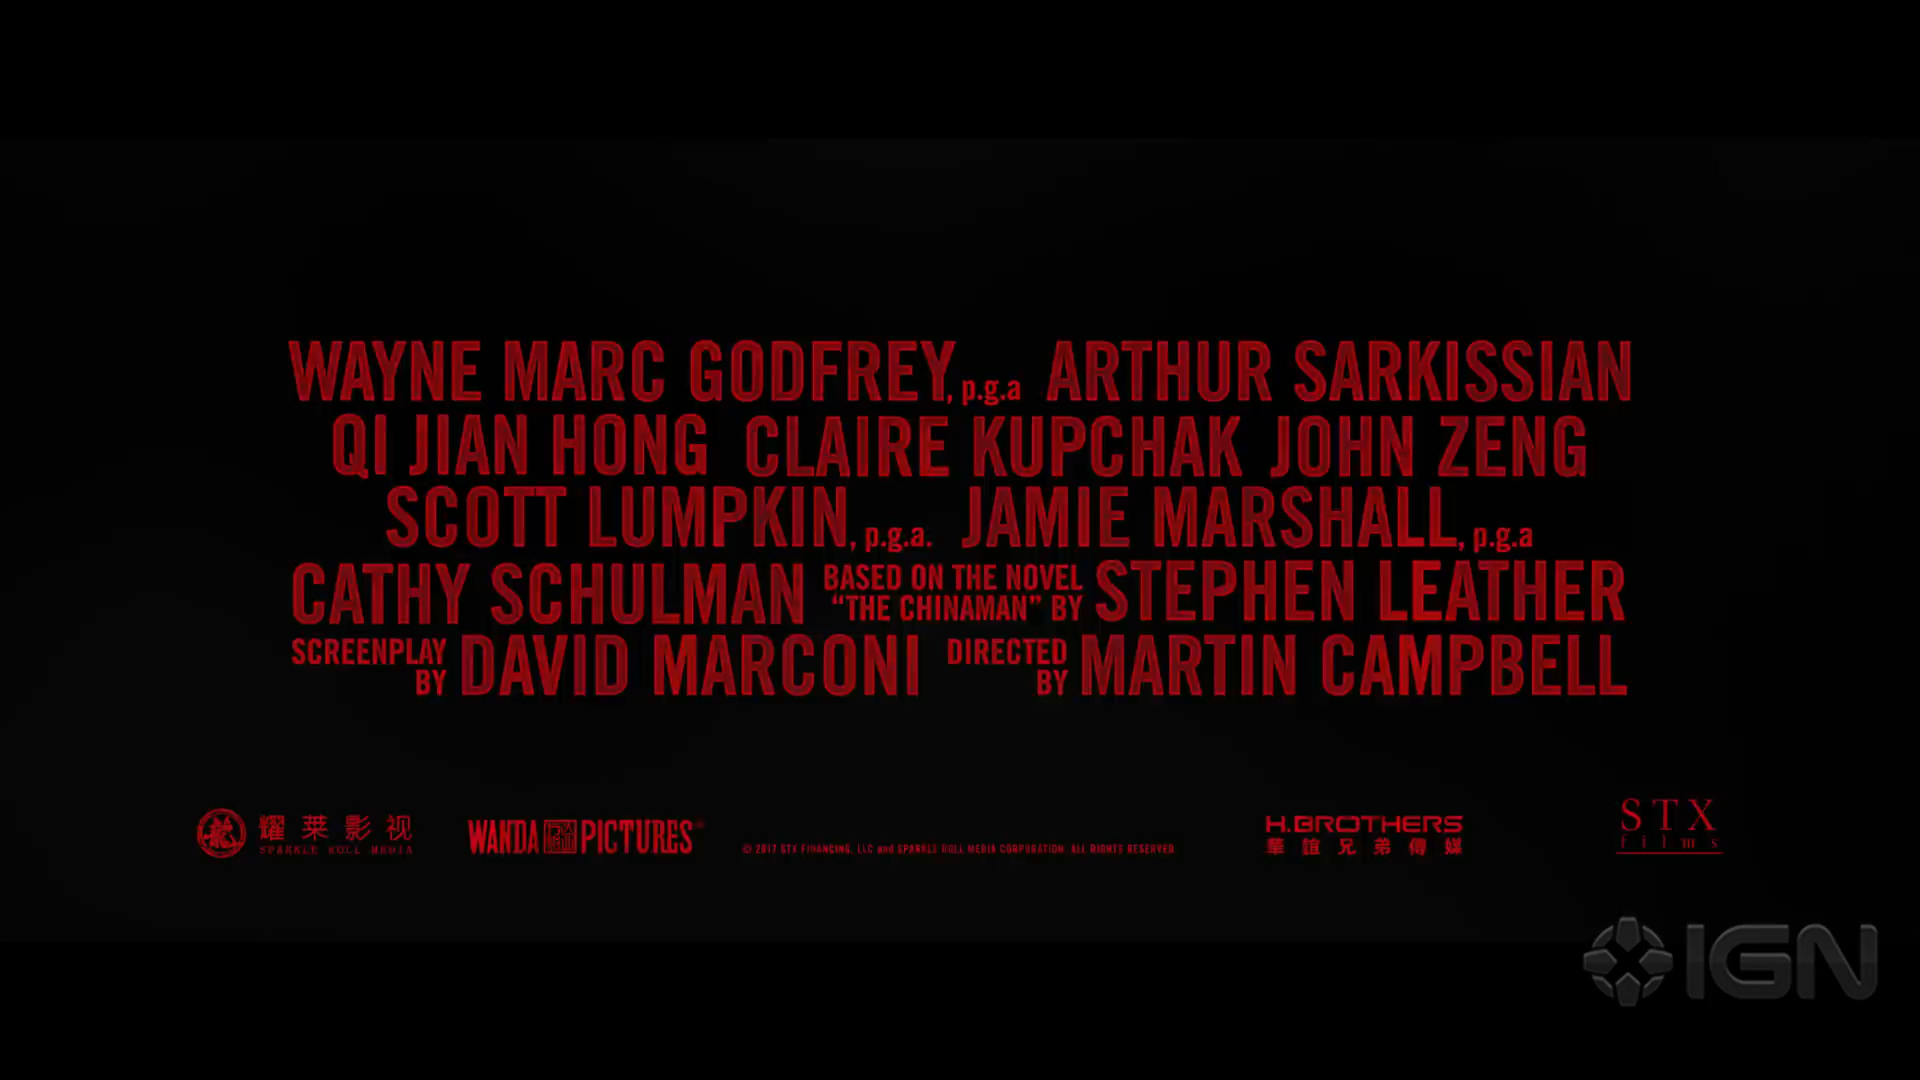 WAYNE MARC GODFREY, p.g.a ARTHUR SARKISSIAN
QI JIAN HONG CLAIRE KUPCHAK JOHN ZENG
SCOTT LUMPKIN, p.g.a. JAMIE MARSHALL, p.g.a
CATHY SCHULMAN BASED ON THE NOVEL "THE CHINAMAN" BY STEPHEN LEATHER
SCREENPLAY BY DAVID MARCONI DIRECTED BY MARTIN CAMPBELL
耀莱影视
SPARKLE ROLL MEDIA
WANDA PICTURES
© 2017 STX FINANCING, LLC and SPARKLE ROLL MEDIA CORPORATION. ALL RIGHTS RESERVED
H.BROTHERS
華誼兄弟傳媒
STX
films
IGN